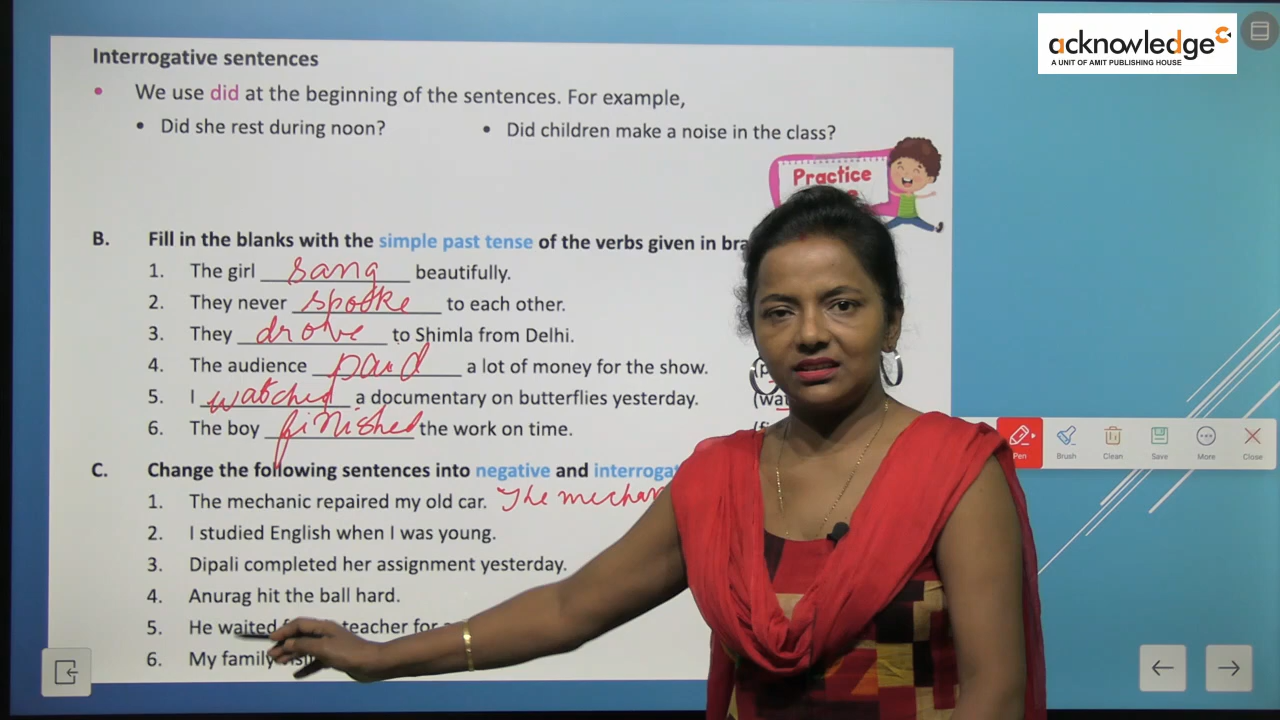 acknowledge
A UNIT OF AMIT PUBLISHING HOUSE
Interrogative sentences
• We use did at the beginning of the sentences. For example,
• Did she rest during noon? • Did children make a noise in the class?
Practice
B. Fill in the blanks with the simple past tense of the verbs given in bra
1. The girl sang beautifully.
2. They never spoke to each other.
3. They drove to Shimla from Delhi.
4. The audience paid a lot of money for the show. (p
5. I watched a documentary on butterflies yesterday. (wat
6. The boy finished the work on time. (fi
Pen Brush Clean Save More Close
C. Change the following sentences into negative and interrogat
1. The mechanic repaired my old car. The mechan
2. I studied English when I was young.
3. Dipali completed her assignment yesterday.
4. Anurag hit the ball hard.
5. He waited teacher for
6. My family